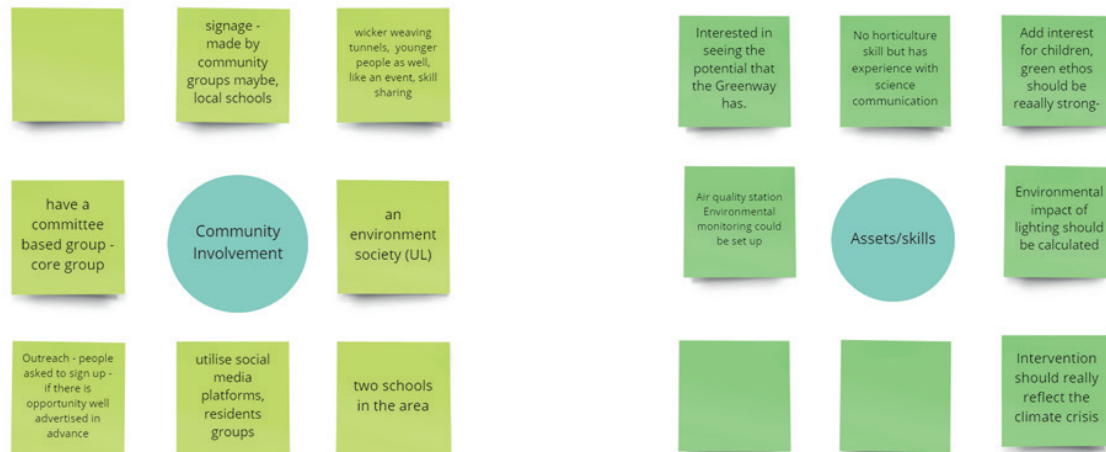 signage -
made by
community
groups maybe,
local schools
wicker weaving
tunnels,  younger
people as well,
like an event, skill
sharing
have a
committee
based group -
core group
Community
Involvement
an
environment
society (UL)
Outreach - people
asked to sign up -
if there is
opportunity well
advertised in
advance
utilise social
media
platforms,
residents
groups
two schools
in the area
Interested in
seeing the
potential that
the Greenway
has.
No horticulture
skill but has
experience with
science
communication
Add interest
for children,
green ethos
should be
reaally strong-
Air quality station
Environmental
monitoring could
be set up
Assets/skills
Environmental
impact of
lighting should
be calculated
Intervention
should really
reflect the
climate crisis